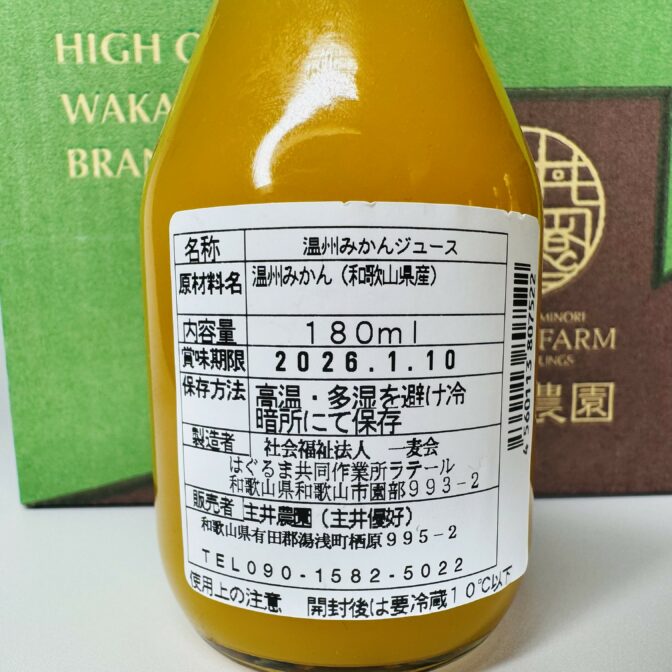 HIGH
WAKA
BRAN
MINORI
FARM
LINGS
農園
名称 温州みかんジュース
原材料名 温州みかん（和歌山県産）
内容量 180ml
賞味期限 2026.1.10
保存方法 高温・多湿を避け冷
暗所にて保存
製造者 社会福祉法人 一麦会
はぐるま共同作業所ラテール
和歌山県和歌山市園部993-2
販売者 主井農園（主井優好）
和歌山県有田郡湯浅町栖原995-2
TEL090-1582-5022
使用上の注意 開封後は要冷蔵10℃以下
4560113807522